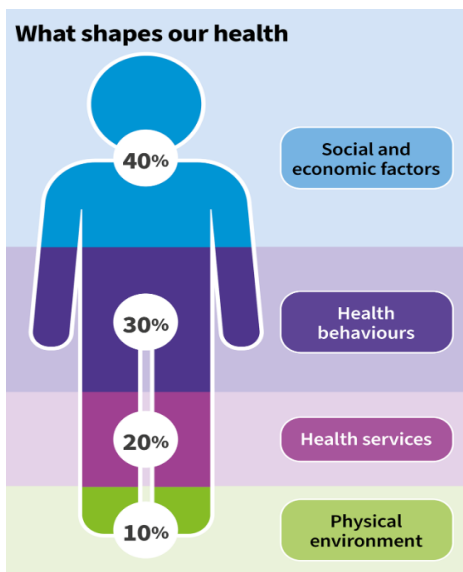 What shapes our health
40%
Social and
economic factors
30%
Health
behaviours
20%
Health services
10%
Physical
environment